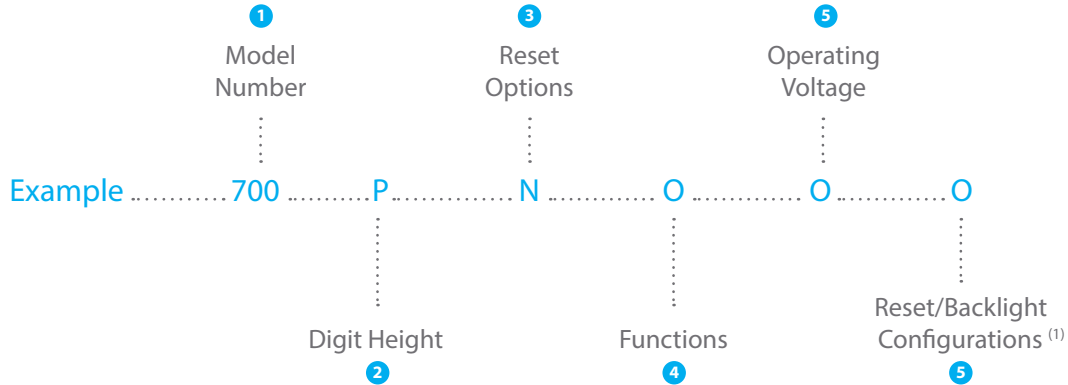 1 3 5
Model Reset Operating
Number Options Voltage
Example 700 P N O O O
Reset/Backlight
Digit Height Functions Configurations (1)
2 4 5